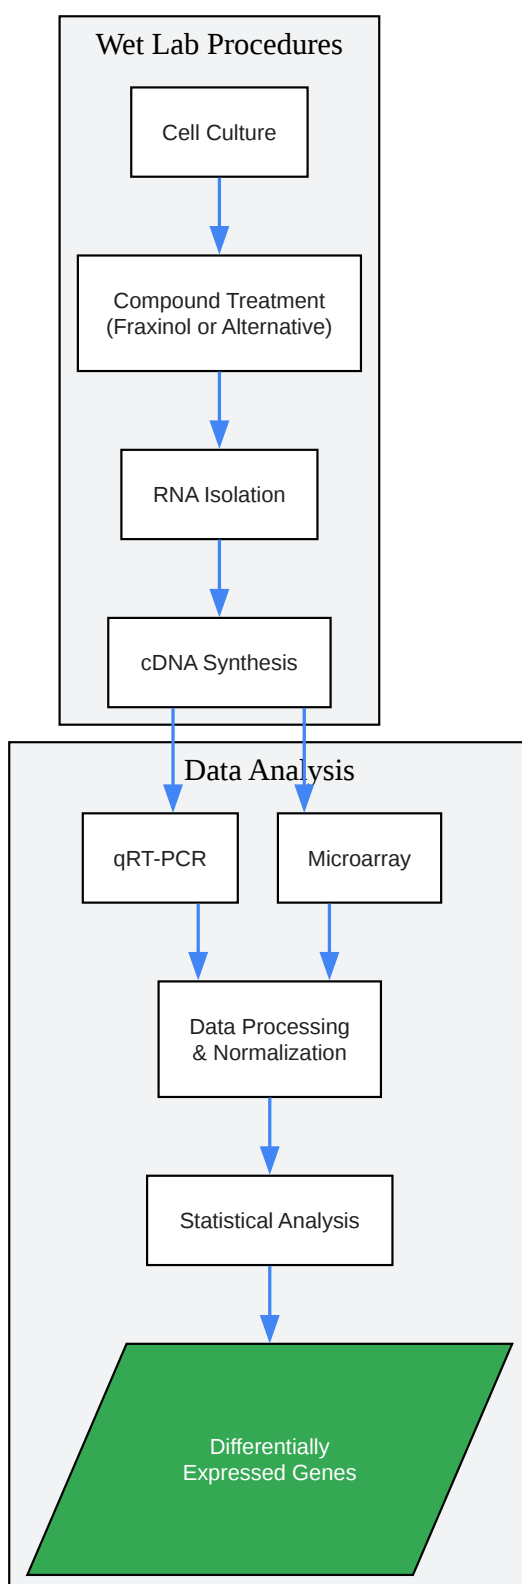 Wet Lab Procedures
Cell Culture
Compound Treatment
(Fraxinol or Alternative)
RNA Isolation
cDNA Synthesis
Data Analysis
qRT-PCR
Microarray
Data Processing
& Normalization
Statistical Analysis
Differentially
Expressed Genes